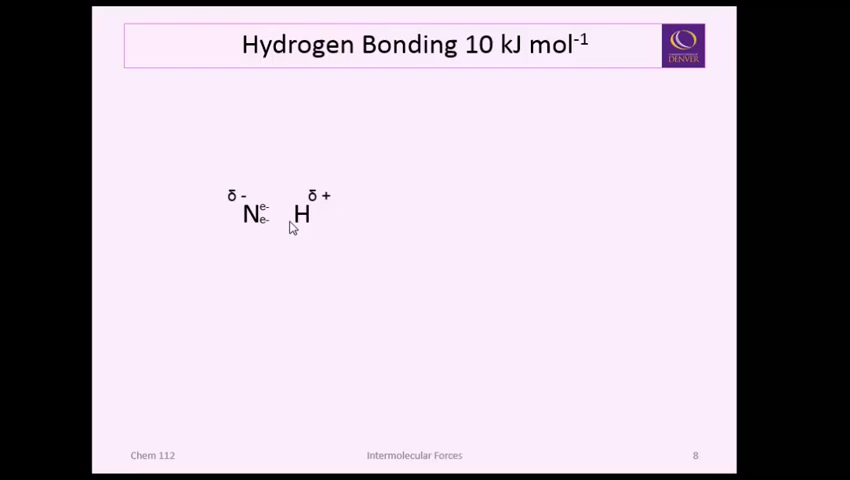 Hydrogen Bonding 10 kJ mol-1
DENVER
δ - δ +
N e- H
e-
Chem 112 Intermolecular Forces 8